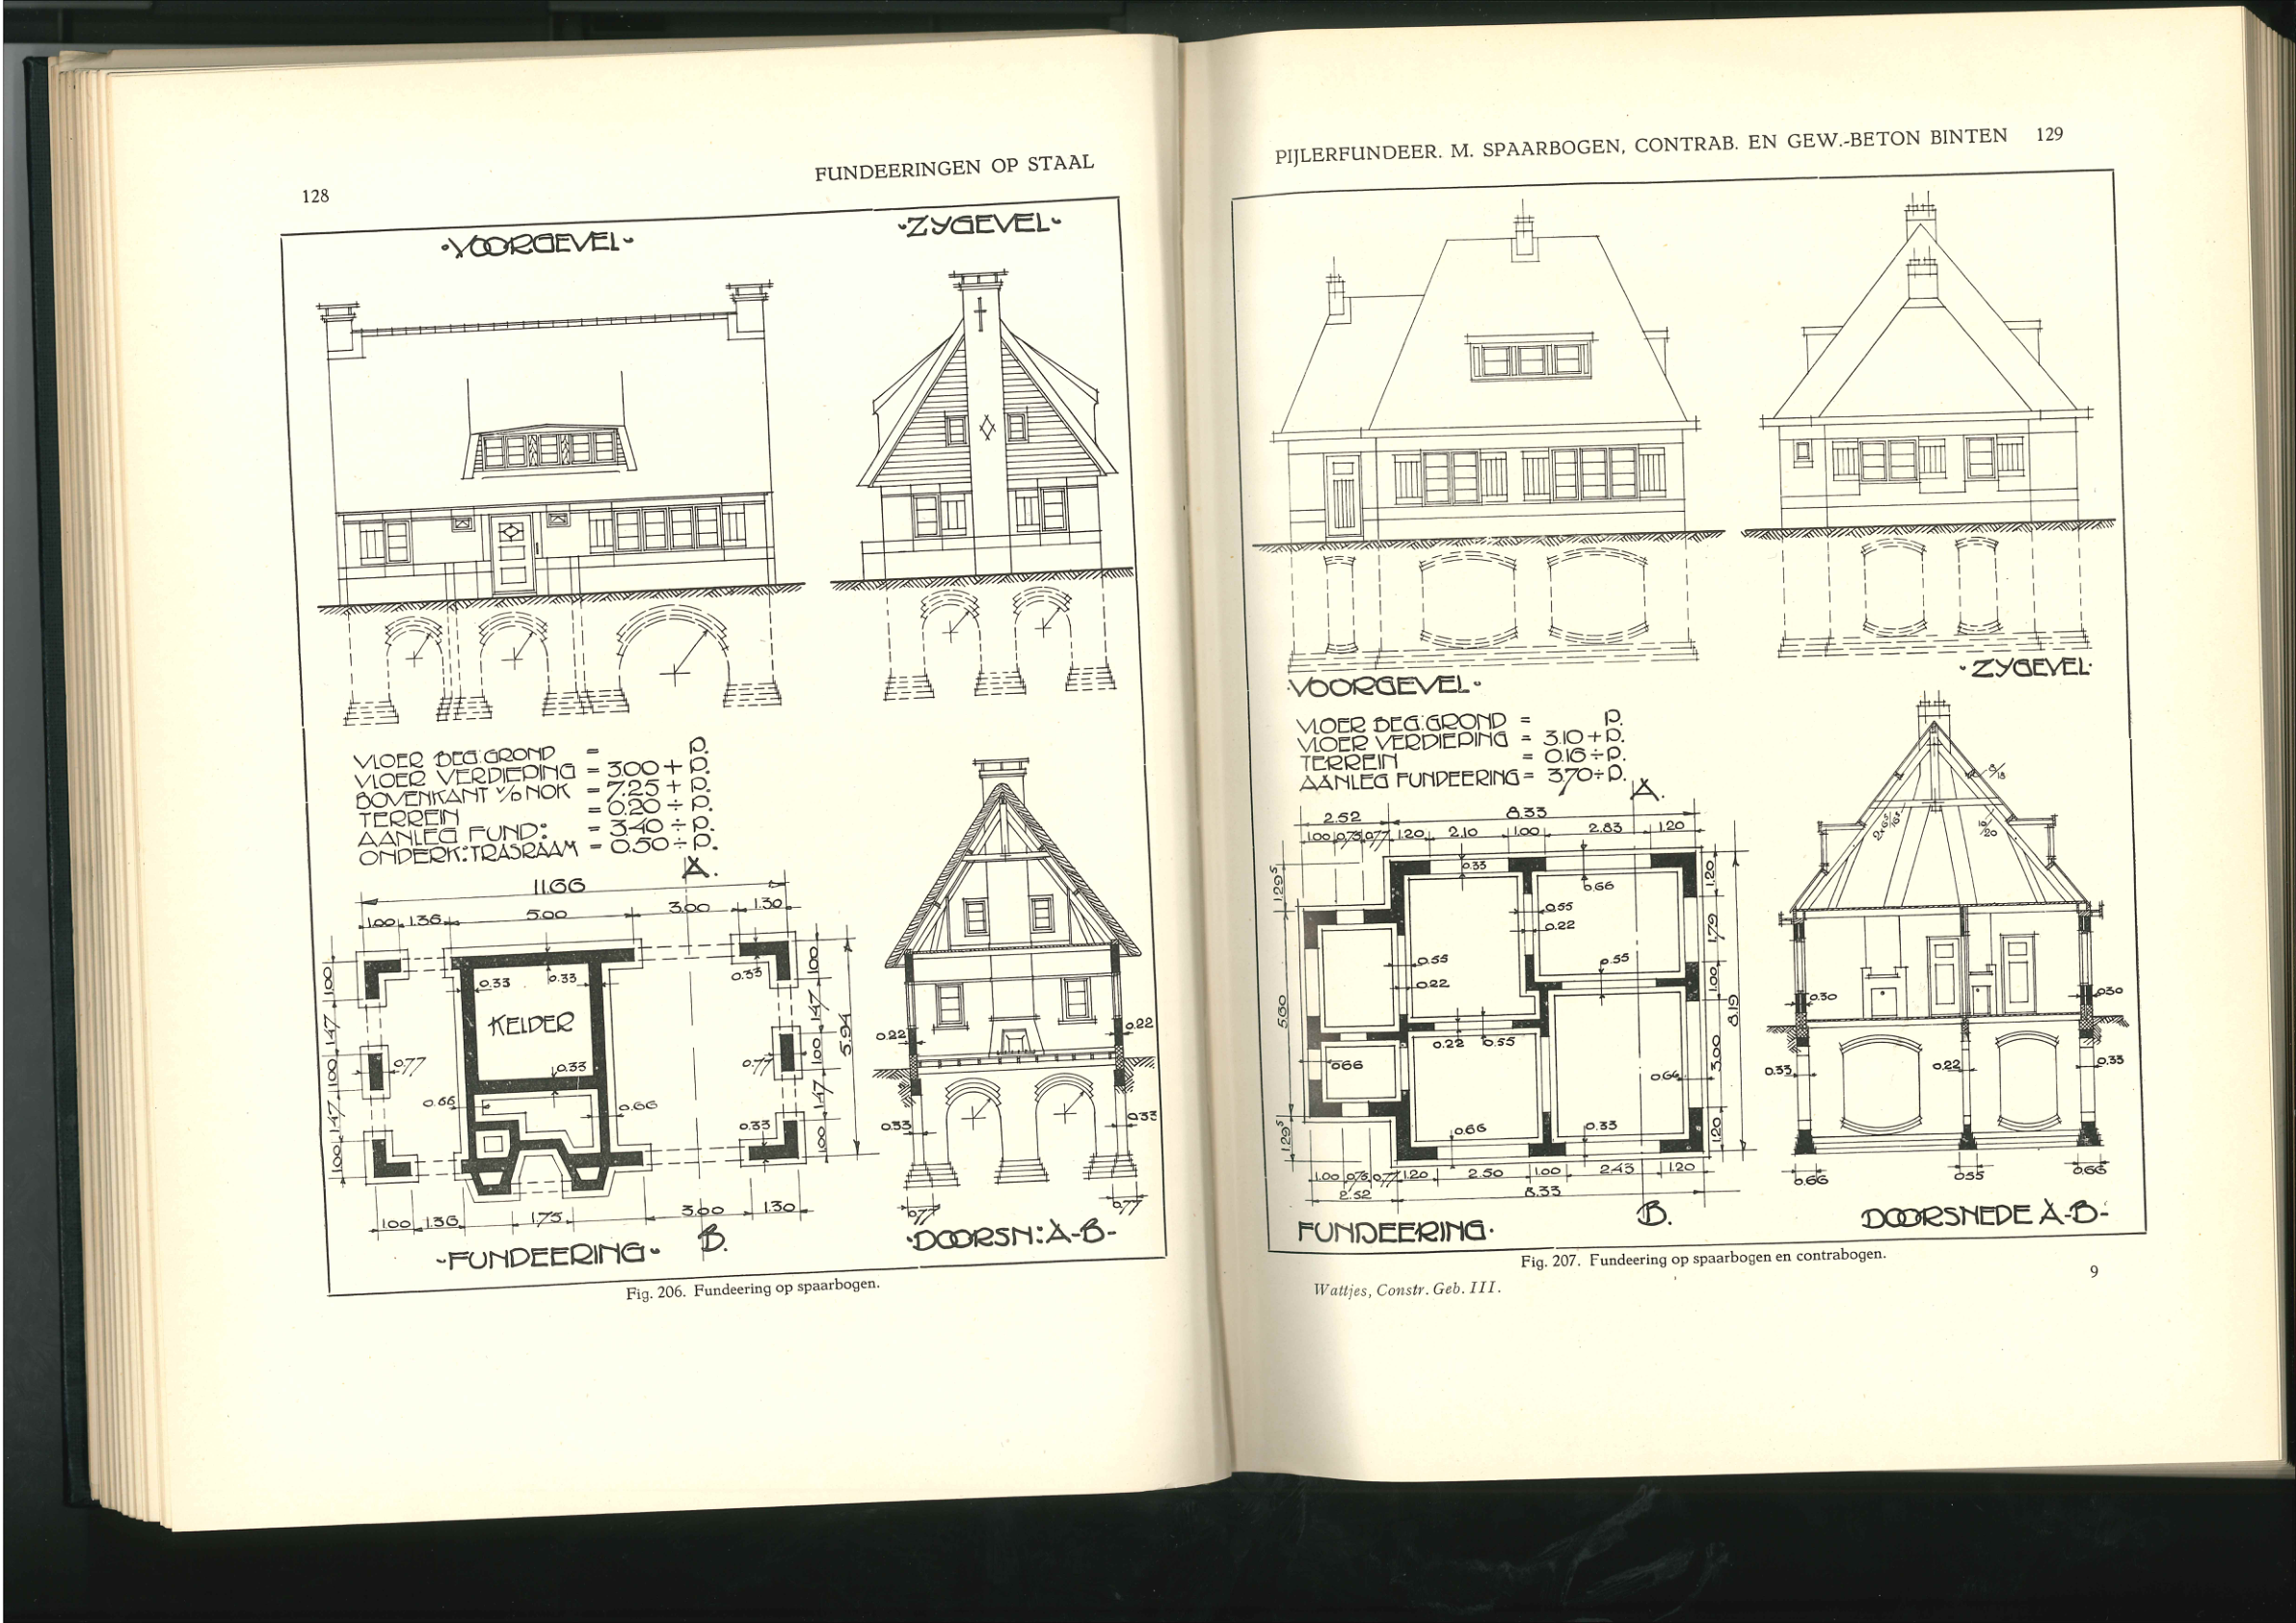 128
FUNDEERINGEN OP STAAL
VOORGEVEL
ZYGEVEL
VLOER BEG: GROND = P.
VLOER VERDIEPING = 3.00 + P.
BOVENKANT V/D NOK = 7.25 + P.
TERREIN = 0.20 ÷ P.
AANLEG FUND: = 3.40 ÷ P.
ONDERK: TRASRAAM = 0.50 ÷ P.
A.
11.66
1.00 1.36 5.00 3.00 1.30
1.00
1.47
1.00
1.47
1.00
0.33 0.33 0.33
KELDER
0.77 0.33 0.77
0.66 0.66
0.33
1.00
1.47
1.00
1.47
1.00
5.94
1.00 1.36 1.75 3.00 1.30
-FUNDEERING- B.
0.22 0.22
0.33 0.33
0.77 0.77
DOORSN: A-B-
Fig. 206. Fundeering op spaarbogen.
PIJLERFUNDEER. M. SPAARBOGEN, CONTRAB. EN GEW.-BETON BINTEN 129
VOORGEVEL
ZYGEVEL
VLOER BEG: GROND = P.
VLOER VERDIEPING = 3.10 + P.
TERREIN = 0.16 ÷ P.
AANLEG FUNDEERING = 3.70 ÷ P.
A.
2.52 8.33
1.00 0.75 0.77 1.20 2.10 1.00 2.83 1.20
1.29⁵
5.60
1.29⁵
0.33 0.66
0.55
0.22
0.55 0.55
0.22
0.22 0.55
0.66 0.66
0.66 0.33
1.20
1.79
1.00
3.00
1.20
8.19
1.00 0.75 0.77 1.20 2.50 1.00 2.43 1.20
2.52 8.33
FUNDEERING. B.
8/18
8/20
0.30 0.30
0.33 0.22 0.33
0.66 0.55 0.66
DOORSNEDE A-B-
Fig. 207. Fundeering op spaarbogen en contrabogen.
Wattjes, Constr. Geb. III.
9